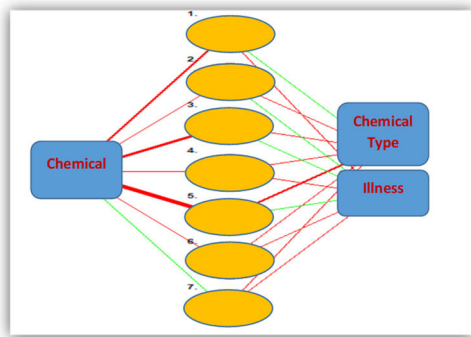 1.
2.
3.
Chemical
Type
4.
Chemical
Illness
5.
6.
7.